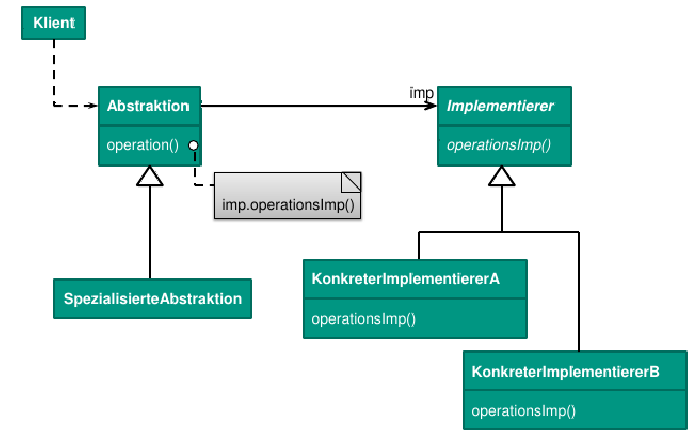 Klient
Abstraktion
operation()
imp
Implementierer
operationsImp()
imp.operationsImp()
SpezialisierteAbstraktion
KonkreterImplementiererA
operationsImp()
KonkreterImplementiererB
operationsImp()